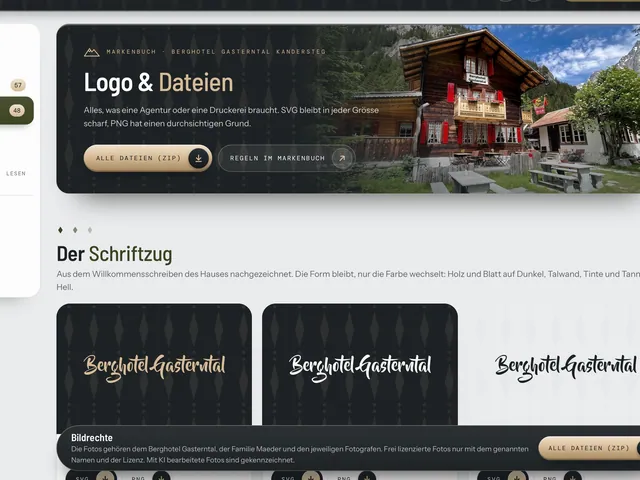 MARKENBUCH · BERGHOTEL GASTERNTAL KANDERSTEG
Logo & Dateien
Alles, was eine Agentur oder eine Druckerei braucht. SVG bleibt in jeder Grösse
scharf, PNG hat einen durchsichtigen Grund.
ALLE DATEIEN (ZIP)
REGELN IM MARKENBUCH
57
48
LESEN
Der Schriftzug
Aus dem Willkommensschreiben des Hauses nachgezeichnet. Die Form bleibt, nur die Farbe wechselt: Holz und Blatt auf Dunkel, Talwand, Tinte und Tann
Hell.
Berghotel Gasterntal
Berghotel Gasterntal
Berghotel Gasterntal
Bildrechte
Die Fotos gehören dem Berghotel Gasterntal, der Familie Maeder und den jeweiligen Fotografen. Frei lizenzierte Fotos nur mit dem genannten
Namen und der Lizenz. Mit KI bearbeitete Fotos sind gekennzeichnet.
ALLE DATEIEN (ZIP)
SVG PNG SVG PNG SVG PNG